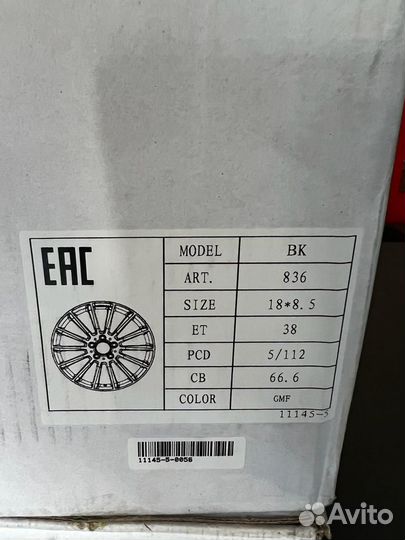 EAC
MODEL BK
ART. 836
SIZE 18*8.5
ET 38
PCD 5/112
CB 66.6
COLOR GMF
11145-5
11145-5-0056
Avito